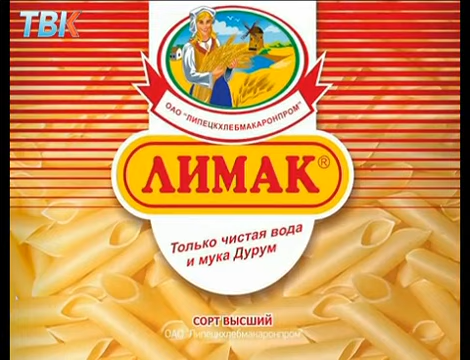 ТВК
ОАО "ЛИПЕЦКХЛЕБМАКАРОНПРОМ"
ЛИМАК®
Только чистая вода
и мука Дурум
СОРТ ВЫСШИЙ
ОАО "Липецкхлебмакаронпром"